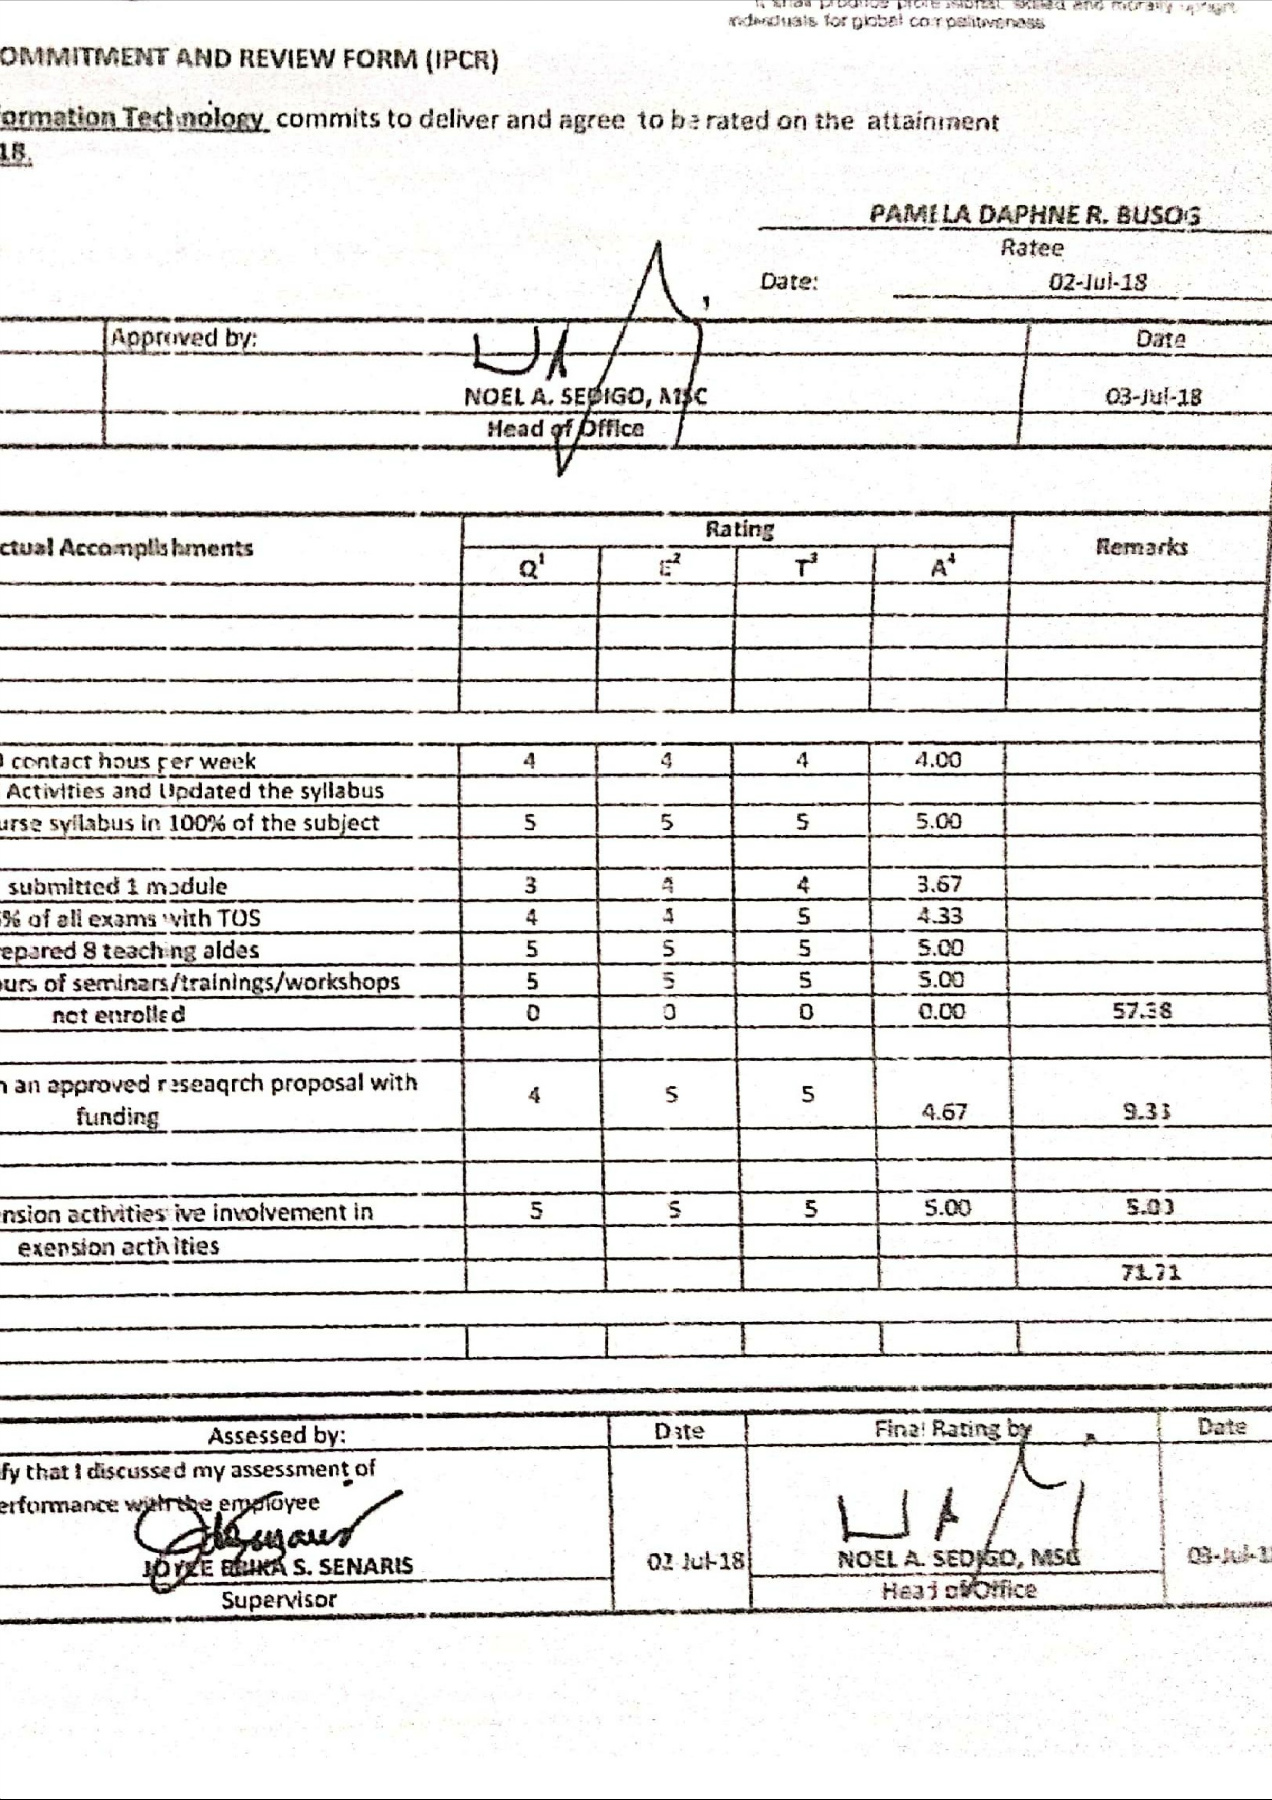 it shall produce professional, skilled and morally upright
individuals for global competitiveness
OMMITMENT AND REVIEW FORM (IPCR)
formation Technology commits to deliver and agree to be rated on the attainment
18.
PAMELA DAPHNE R. BUSOG
Ratee
Date: 02-Jul-18
Approved by: Date
NOEL A. SEDIGO, MSC 03-Jul-18
Head of Office
ctual Accomplishments Rating Remarks
Q¹ E² T³ A⁴
contact hous per week 4 4 4 4.00
Activities and Updated the syllabus
urse syllabus in 100% of the subject 5 5 5 5.00
submitted 1 module 3 4 4 3.67
% of all exams with TOS 4 4 5 4.33
epared 8 teaching aides 5 5 5 5.00
ours of seminars/trainings/workshops 5 5 5 5.00
not enrolled 0 0 0 0.00 57.38
n an approved reseaqrch proposal with
funding 4 5 5 4.67 9.33
nsion activities ive involvement in 5 5 5 5.00 5.00
exension activities
71.71
Assessed by: Date Final Rating by Date
fy that I discussed my assessment of
erformance with the employee
JOYCE ERIKA S. SENARIS 02 Jul-18 NOEL A. SEDIGO, MSC 03-Jul-1
Supervisor Head of Office